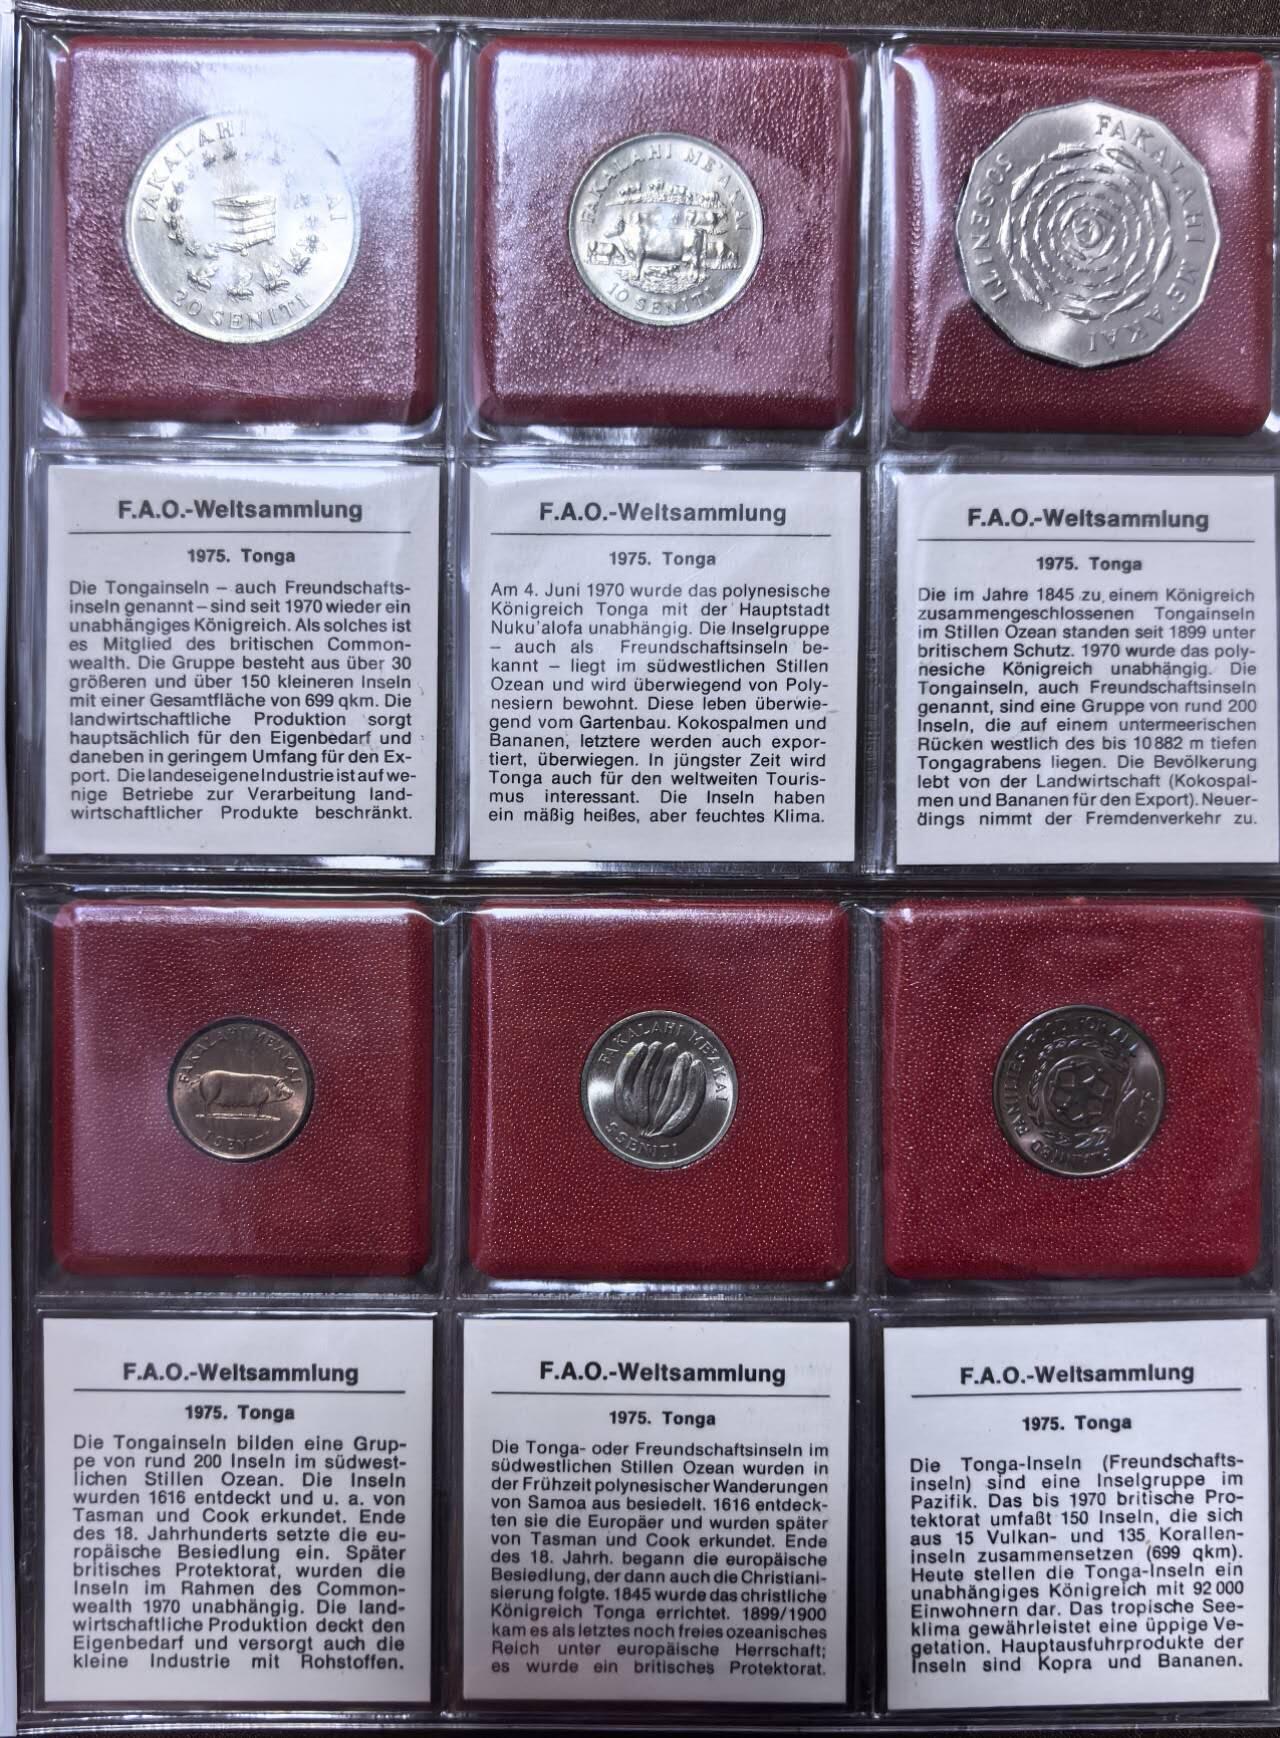 FAKALAHI AI
20 SENITI
FAKALAHI ME'AKAI
10 SENITI
FAKALAHI ME'AKAI
SENITI
F.A.O.-Weltsammlung
1975. Tonga
Die Tongainseln – auch Freundschafts-
inseln genannt – sind seit 1970 wieder ein
unabhängiges Königreich. Als solches ist
es Mitglied des britischen Common-
wealth. Die Gruppe besteht aus über 30
größeren und über 150 kleineren Inseln
mit einer Gesamtfläche von 699 qkm. Die
landwirtschaftliche Produktion sorgt
hauptsächlich für den Eigenbedarf und
daneben in geringem Umfang für den Ex-
port. Die landeseigene Industrie ist auf we-
nige Betriebe zur Verarbeitung land-
wirtschaftlicher Produkte beschränkt.
F.A.O.-Weltsammlung
1975. Tonga
Am 4. Juni 1970 wurde das polynesische
Königreich Tonga mit der Hauptstadt
Nuku'alofa unabhängig. Die Inselgruppe
– auch als Freundschaftsinseln be-
kannt – liegt im südwestlichen Stillen
Ozean und wird überwiegend von Poly-
nesiern bewohnt. Diese leben überwie-
gend vom Gartenbau. Kokospalmen und
Bananen, letztere werden auch expor-
tiert, überwiegen. In jüngster Zeit wird
Tonga auch für den weltweiten Touris-
mus interessant. Die Inseln haben
ein mäßig heißes, aber feuchtes Klima.
F.A.O.-Weltsammlung
1975. Tonga
Die im Jahre 1845 zu einem Königreich
zusammengeschlossenen Tongainseln
im Stillen Ozean standen seit 1899 unter
britischem Schutz. 1970 wurde das poly-
nesiche Königreich unabhängig. Die
Tongainseln, auch Freundschaftsinseln
genannt, sind eine Gruppe von rund 200
Inseln, die auf einem untermeerischen
Rücken westlich des bis 10882 m tiefen
Tongagrabens liegen. Die Bevölkerung
lebt von der Landwirtschaft (Kokospal-
men und Bananen für den Export). Neuer-
dings nimmt der Fremdenverkehr zu.
FAKALAHI ME'AKAI
1 SENITI
FAKALAHI ME'AKAI
5 SENITI
PLANNED FAMILIES FOOD FOR ALL
1975
F.A.O.-Weltsammlung
1975. Tonga
Die Tongainseln bilden eine Grup-
pe von rund 200 Inseln im südwest-
lichen Stillen Ozean. Die Inseln
wurden 1616 entdeckt und u. a. von
Tasman und Cook erkundet. Ende
des 18. Jahrhunderts setzte die eu-
ropäische Besiedlung ein. Später
britisches Protektorat, wurden die
Inseln im Rahmen des Common-
wealth 1970 unabhängig. Die land-
wirtschaftliche Produktion deckt den
Eigenbedarf und versorgt auch die
kleine Industrie mit Rohstoffen.
F.A.O.-Weltsammlung
1975. Tonga
Die Tonga- oder Freundschaftsinseln im
südwestlichen Stillen Ozean wurden in
der Frühzeit polynesischer Wanderungen
von Samoa aus besiedelt. 1616 entdeck-
ten sie die Europäer und wurden später
von Tasman und Cook erkundet. Ende
des 18. Jahrh. begann die europäische
Besiedlung, der dann auch die Christiani-
sierung folgte. 1845 wurde das christliche
Königreich Tonga errichtet. 1899/1900
kam es als letztes noch freies ozeanisches
Reich unter europäische Herrschaft;
es wurde ein britisches Protektorat.
F.A.O.-Weltsammlung
1975. Tonga
Die Tonga-Inseln (Freundschafts-
inseln) sind eine Inselgruppe im
Pazifik. Das bis 1970 britische Pro-
tektorat umfaßt 150 Inseln, die sich
aus 15 Vulkan- und 135 Korallen-
inseln zusammensetzen (699 qkm).
Heute stellen die Tonga-Inseln ein
unabhängiges Königreich mit 92 000
Einwohnern dar. Das tropische See-
klima gewährleistet eine üppige Ve-
getation. Hauptausfuhrprodukte der
Inseln sind Kopra und Bananen.